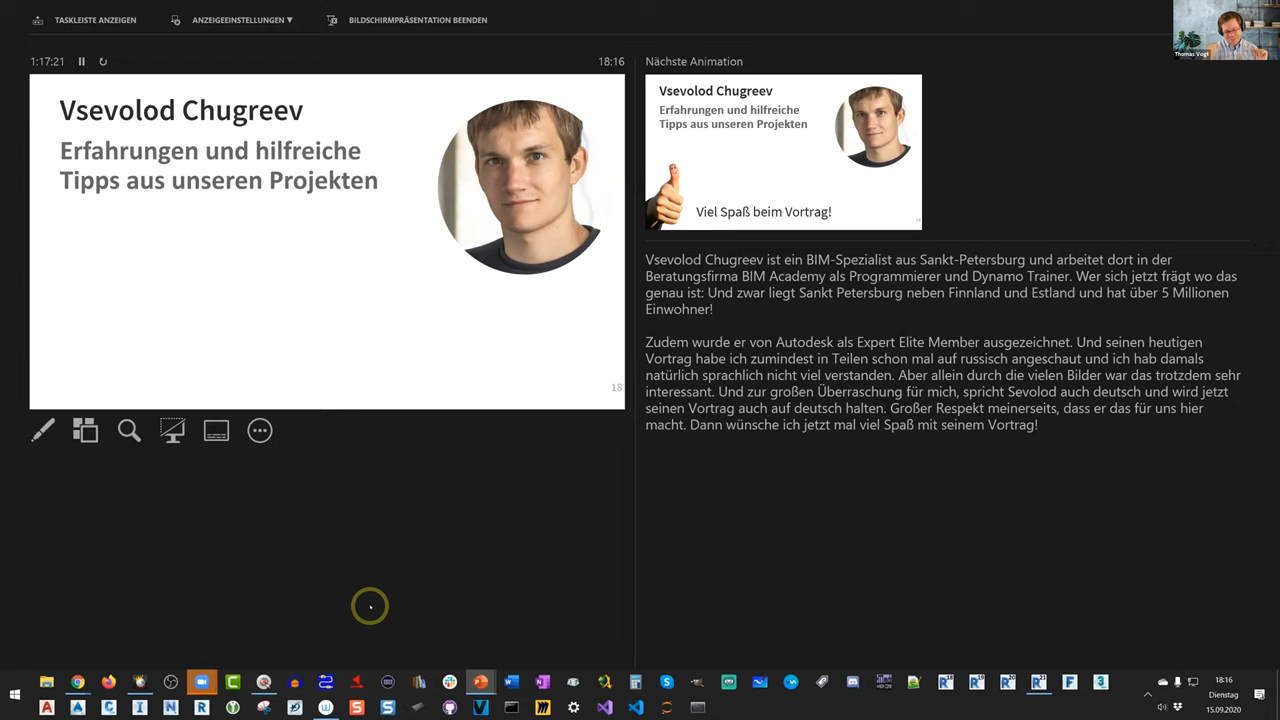 TASKLEISTE ANZEIGEN
ANZEIGEEINSTELLUNGEN ▼
BILDSCHIRMPRÄSENTATION BEENDEN
Thomas Vogt
1:17:21
18:16
Nächste Animation
Vsevolod Chugreev
Erfahrungen und hilfreiche
Tipps aus unseren Projekten
18
Vsevolod Chugreev
Erfahrungen und hilfreiche
Tipps aus unseren Projekten
Viel Spaß beim Vortrag!
Vsevolod Chugreev ist ein BIM-Spezialist aus Sankt-Petersburg und arbeitet dort in der
Beratungsfirma BIM Academy als Programmierer und Dynamo Trainer. Wer sich jetzt frägt wo das
genau ist: Und zwar liegt Sankt Petersburg neben Finnland und Estland und hat über 5 Millionen
Einwohner!
Zudem wurde er von Autodesk als Expert Elite Member ausgezeichnet. Und seinen heutigen
Vortrag habe ich zumindest in Teilen schon mal auf russisch angeschaut und ich hab damals
natürlich sprachlich nicht viel verstanden. Aber allein durch die vielen Bilder war das trotzdem sehr
interessant. Und zur großen Überraschung für mich, spricht Sevolod auch deutsch und wird jetzt
seinen Vortrag auch auf deutsch halten. Großer Respekt meinerseits, dass er das für uns hier
macht. Dann wünsche ich jetzt mal viel Spaß mit seinem Vortrag!
18:16
Dienstag
15.09.2020